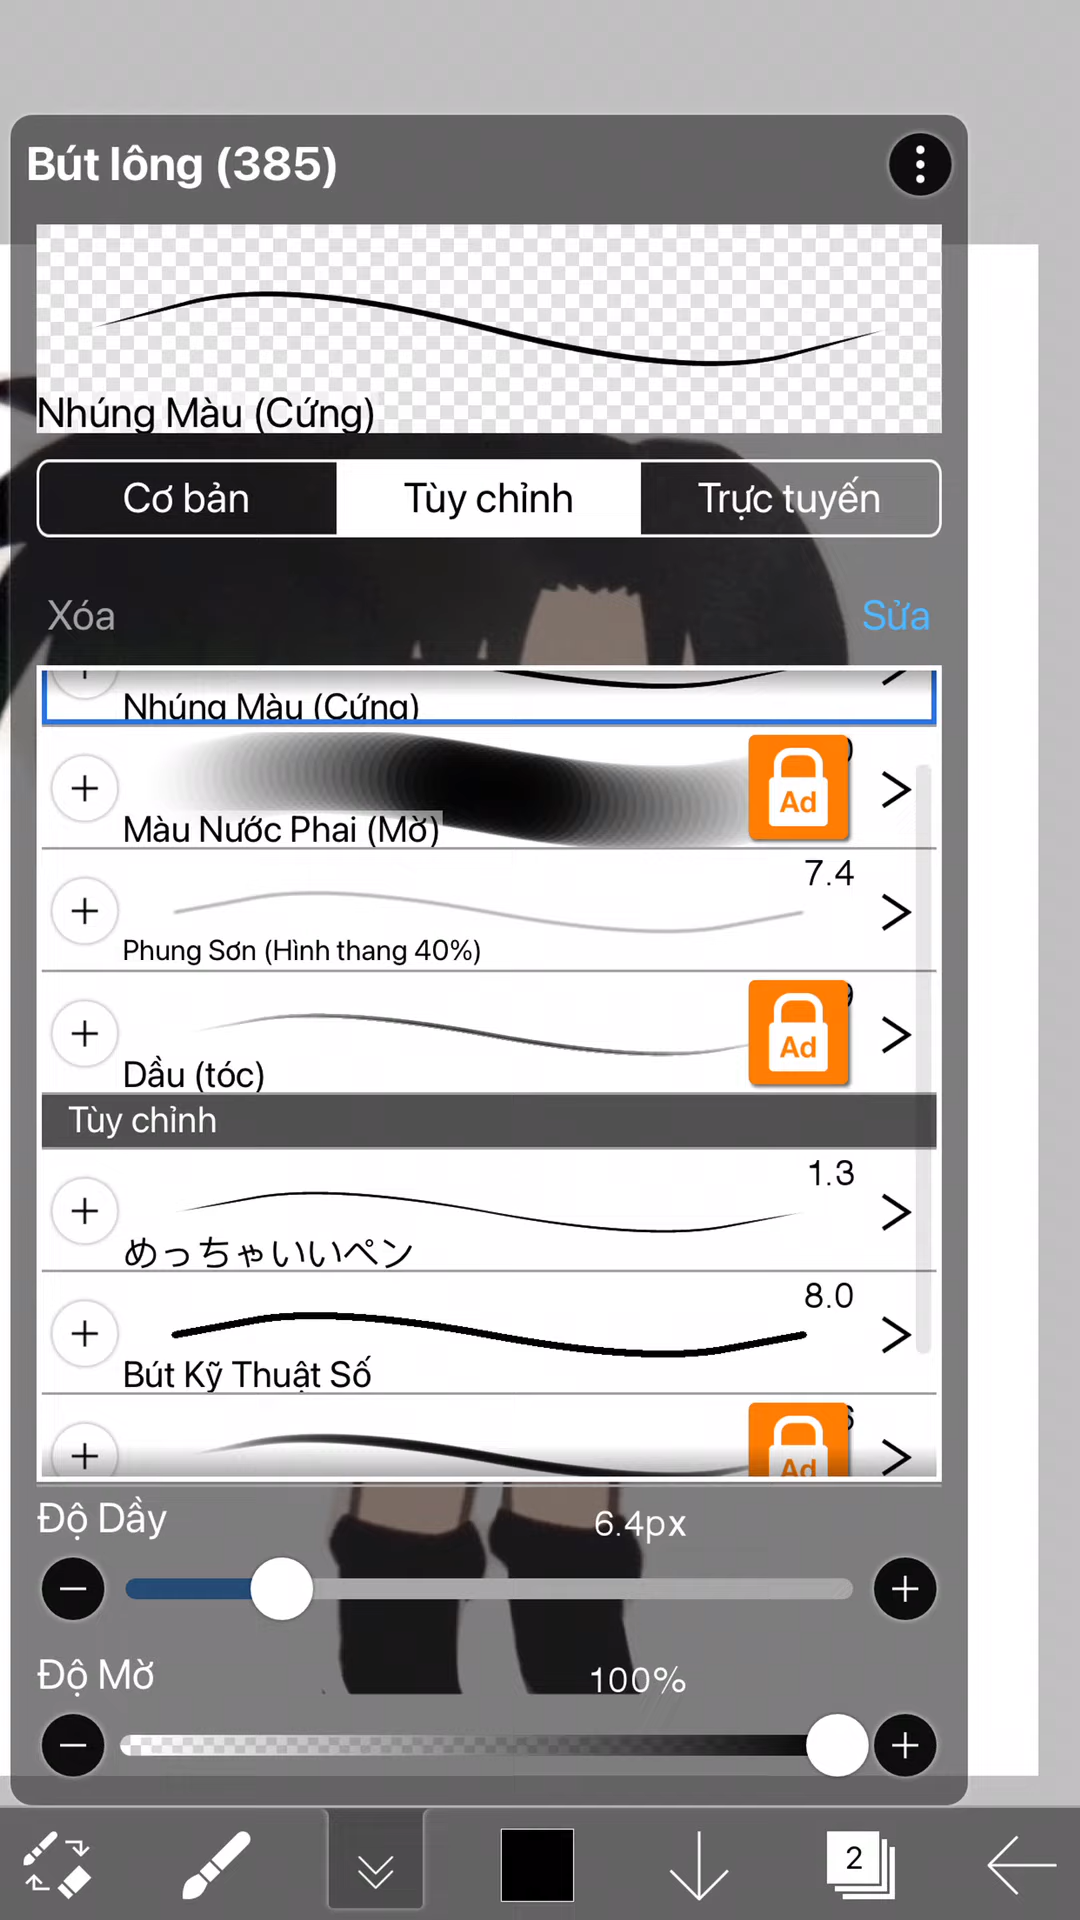 Bút lông (385)
Nhúng Màu (Cứng)
Cơ bản
Tùy chỉnh
Trực tuyến
Xóa
Sửa
Nhúng Màu (Cứng)
Ad
Màu Nước Phai (Mờ)
7.4
Phung Sơn (Hình thang 40%)
Ad
Dầu (tóc)
Tùy chỉnh
1.3
めっちゃいいペン
8.0
Bút Kỹ Thuật Số
Ad
Độ Dầy
6.4px
Độ Mờ
100%
2